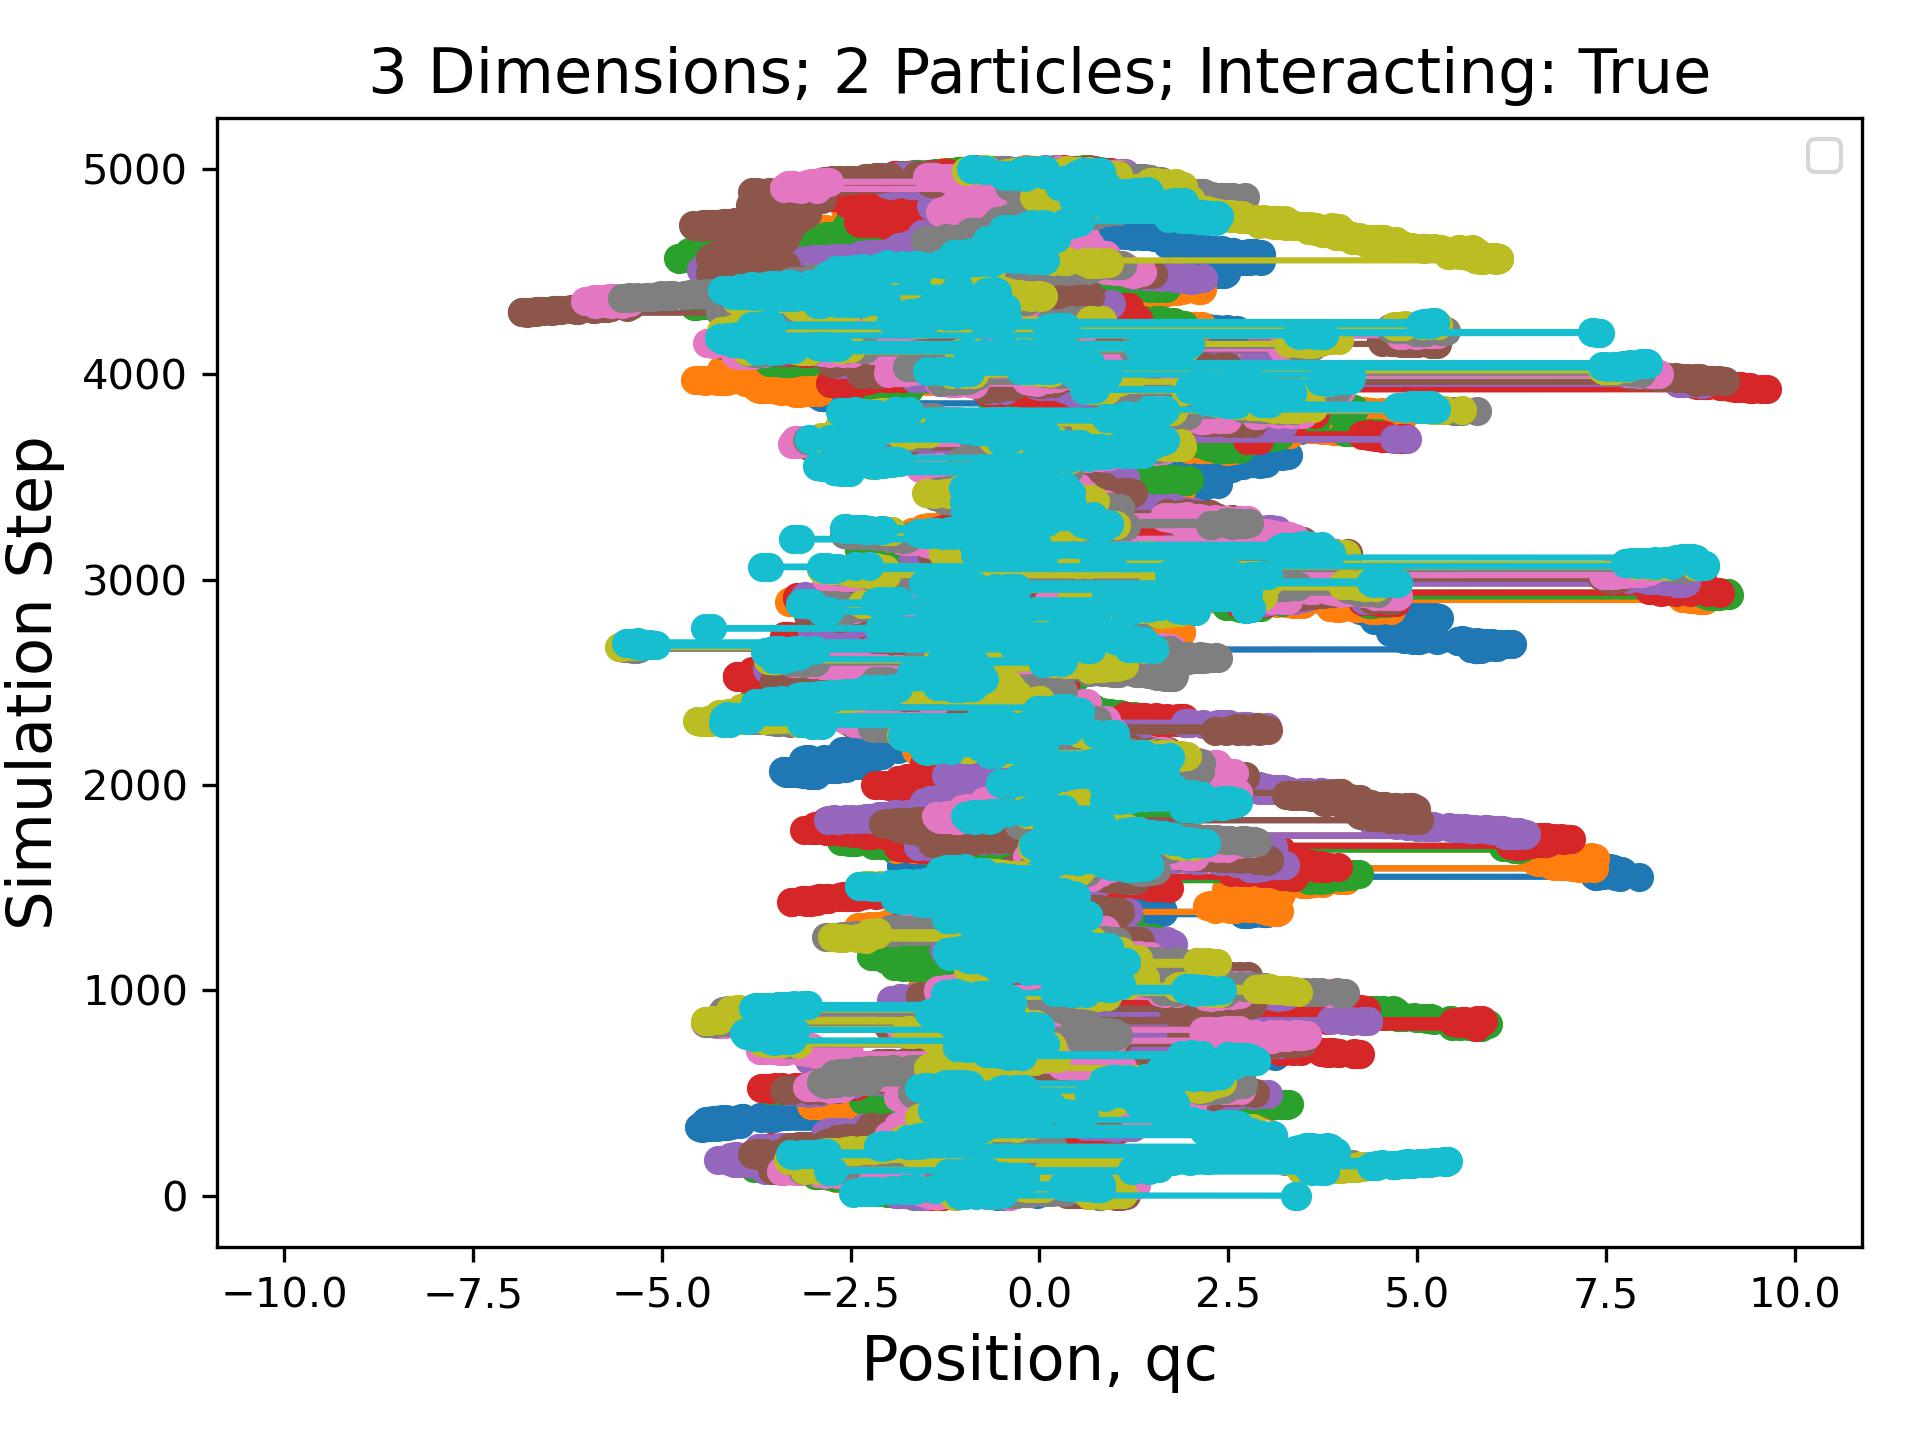 3 Dimensions; 2 Particles; Interacting: True
Simulation Step
5000
4000
3000
2000
1000
0
−10.0 −7.5 −5.0 −2.5 0.0 2.5 5.0 7.5 10.0
Position, qc